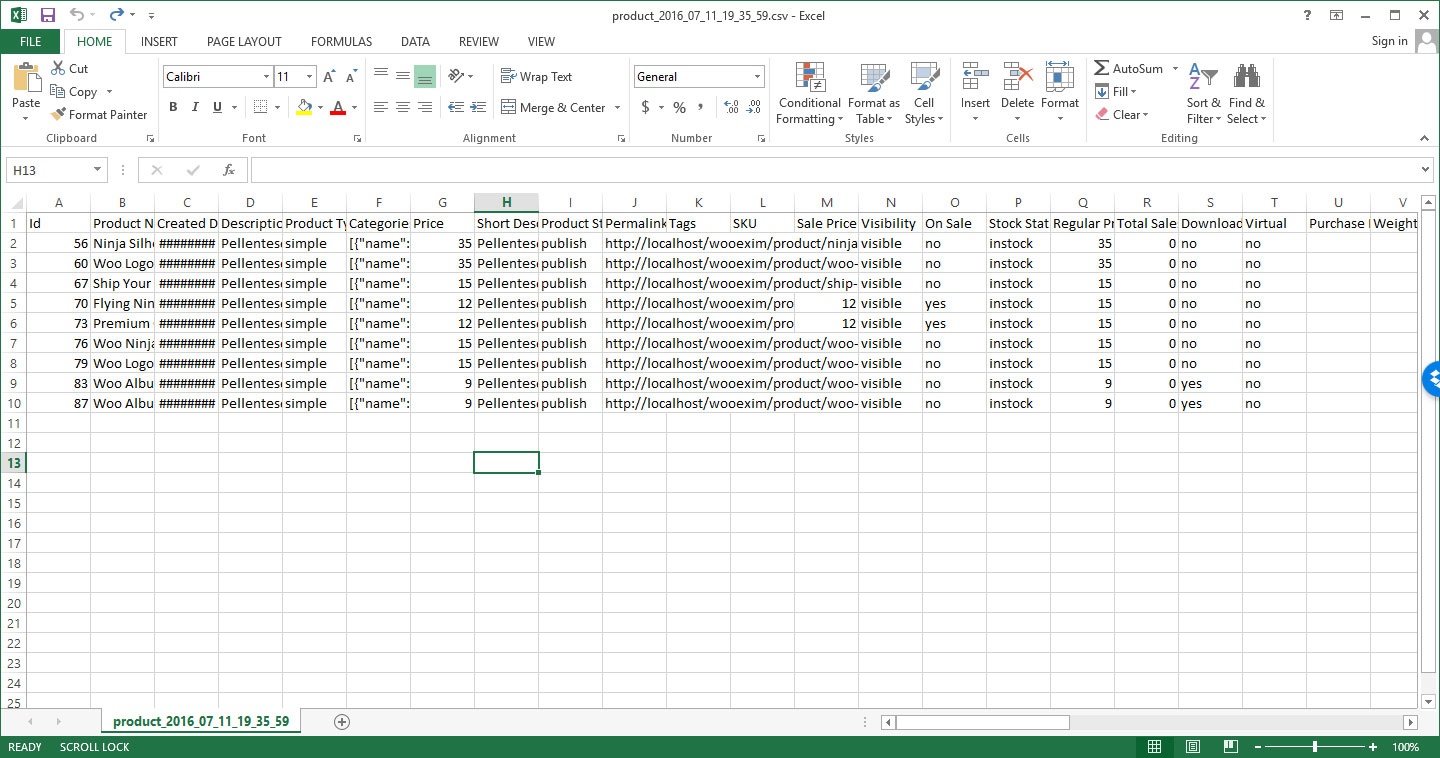 product_2016_07_11_19_35_59.csv - Excel
?
FILE HOME INSERT PAGE LAYOUT FORMULAS DATA REVIEW VIEW Sign in
Paste
Cut
Copy
Format Painter
Clipboard
Calibri 11 A A
B I U A
Font
Wrap Text
Merge & Center
Alignment
General
$ % ,
Number
Conditional Formatting
Format as Table
Cell Styles
Styles
Insert Delete Format
Cells
AutoSum
Fill
Clear
Sort & Filter
Find & Select
Editing
H13 fx
A B C D E F G H I J K L M N O P Q R S T U V
1 Id Product N Created D Descriptic Product Ty Categorie Price Short Desc Product St Permalink Tags SKU Sale Price Visibility On Sale Stock Stat Regular Pr Total Sale Download Virtual Purchase Weight
2 56 Ninja Silh ######## Pellentes simple [{"name": 35 Pellentes publish http://localhost/wooexim/product/ninja visible no instock 35 0 no no
3 60 Woo Logo ######## Pellentes simple [{"name": 35 Pellentes publish http://localhost/wooexim/product/woo- visible no instock 35 0 no no
4 67 Ship Your ######## Pellentes simple [{"name": 15 Pellentes publish http://localhost/wooexim/product/ship- visible no instock 15 0 no no
5 70 Flying Nin ######## Pellentes simple [{"name": 12 Pellentes publish http://localhost/wooexim/pro 12 visible yes instock 15 0 no no
6 73 Premium ######## Pellentes simple [{"name": 12 Pellentes publish http://localhost/wooexim/pro 12 visible yes instock 15 0 no no
7 76 Woo Ninja ######## Pellentes simple [{"name": 15 Pellentes publish http://localhost/wooexim/product/woo- visible no instock 15 0 no no
8 79 Woo Logo ######## Pellentes simple [{"name": 15 Pellentes publish http://localhost/wooexim/product/woo- visible no instock 15 0 no no
9 83 Woo Albu ######## Pellentes simple [{"name": 9 Pellentes publish http://localhost/wooexim/product/woo- visible no instock 9 0 yes no
10 87 Woo Albu ######## Pellentes simple [{"name": 9 Pellentes publish http://localhost/wooexim/product/woo- visible no instock 9 0 yes no
11
12
13
14
15
16
17
18
19
20
21
22
23
24
25
product_2016_07_11_19_35_59
READY SCROLL LOCK 100%